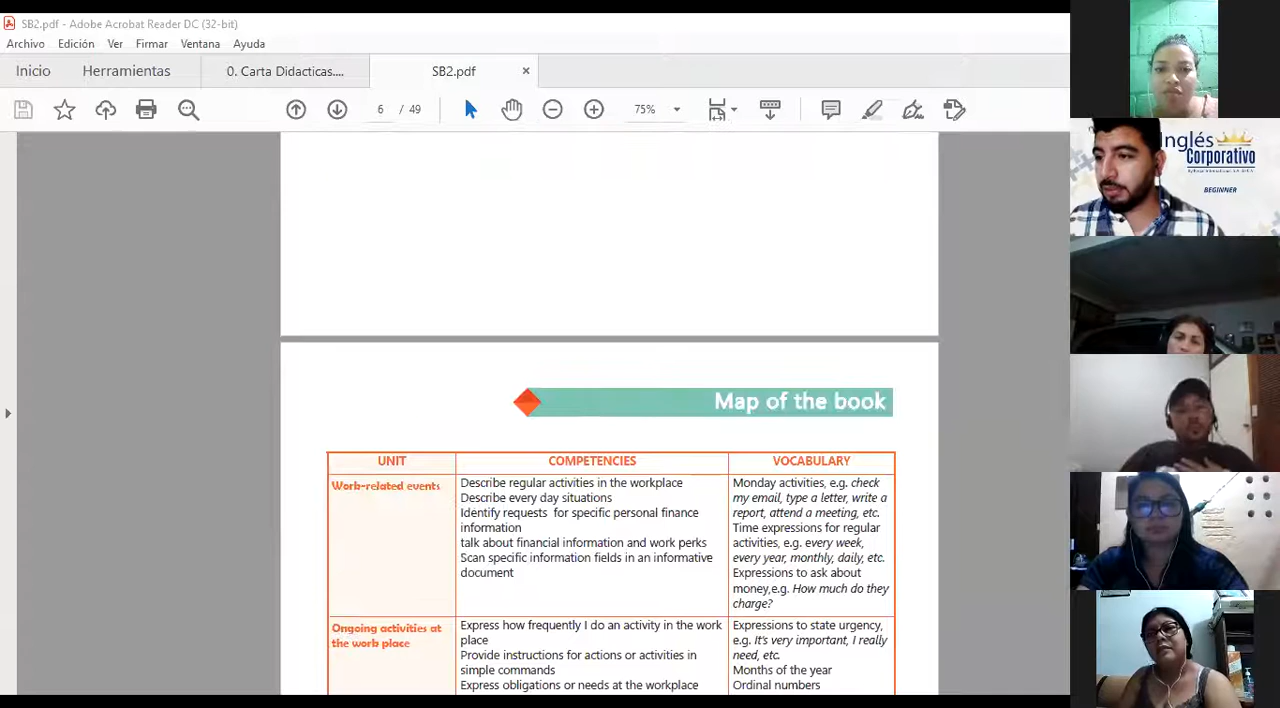 SB2.pdf - Adobe Acrobat Reader DC (32-bit)
Archivo Edición Ver Firmar Ventana Ayuda
Inicio Herramientas 0. Carta Didacticas.... SB2.pdf ×
6 / 49 75%
Map of the book
UNIT COMPETENCIES VOCABULARY
Work-related events
Describe regular activities in the workplace
Describe every day situations
Identify requests for specific personal finance
information
talk about financial information and work perks
Scan specific information fields in an informative
document
Monday activities, e.g. check
my email, type a letter, write a
report, attend a meeting, etc.
Time expressions for regular
activities, e.g. every week,
every year, monthly, daily, etc.
Expressions to ask about
money,e.g. How much do they
charge?
Ongoing activities at
the work place
Express how frequently I do an activity in the work
place
Provide instructions for actions or activities in
simple commands
Express obligations or needs at the workplace
Expressions to state urgency,
e.g. It's very important, I really
need, etc.
Months of the year
Ordinal numbers
Inglés
Corporativo
BEGINNER